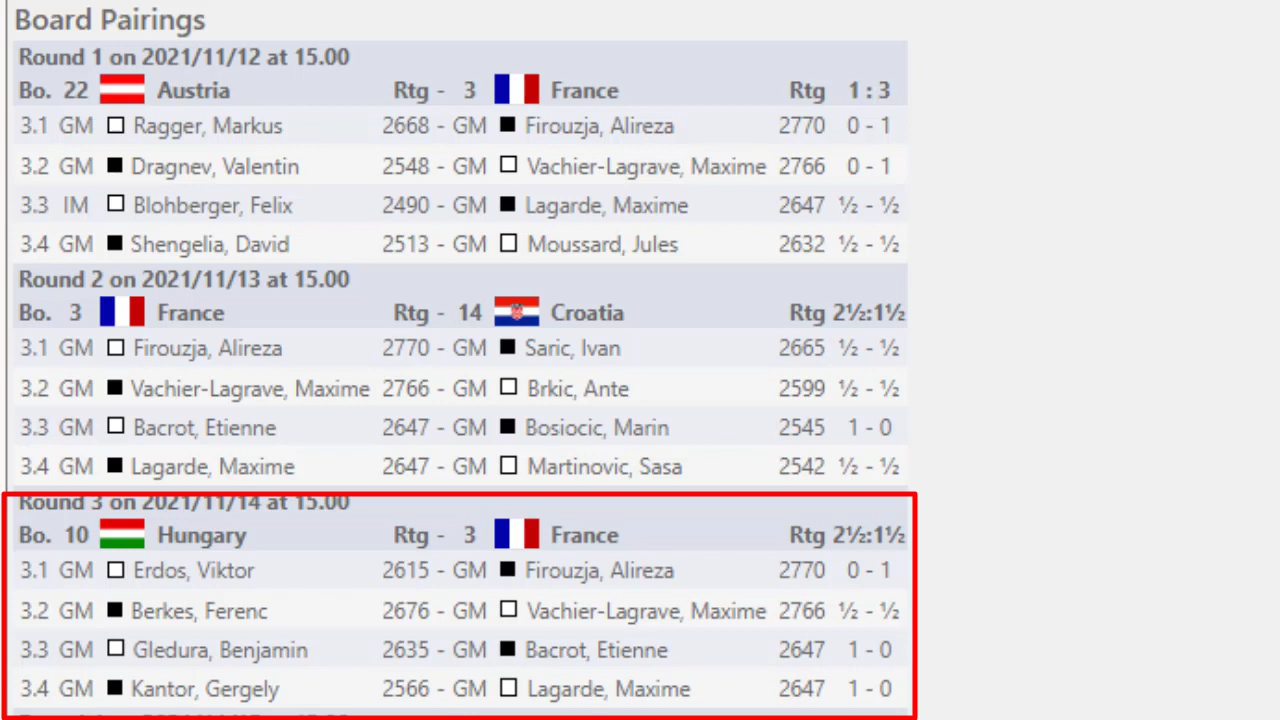 Board Pairings
Round 1 on 2021/11/12 at 15.00
Bo. 22 Austria Rtg - 3 France Rtg 1 : 3
3.1 GM Ragger, Markus 2668 - GM Firouzja, Alireza 2770 0 - 1
3.2 GM Dragnev, Valentin 2548 - GM Vachier-Lagrave, Maxime 2766 0 - 1
3.3 IM Blohberger, Felix 2490 - GM Lagarde, Maxime 2647 ½ - ½
3.4 GM Shengelia, David 2513 - GM Moussard, Jules 2632 ½ - ½
Round 2 on 2021/11/13 at 15.00
Bo. 3 France Rtg - 14 Croatia Rtg 2½:1½
3.1 GM Firouzja, Alireza 2770 - GM Saric, Ivan 2665 ½ - ½
3.2 GM Vachier-Lagrave, Maxime 2766 - GM Brkic, Ante 2599 ½ - ½
3.3 GM Bacrot, Etienne 2647 - GM Bosiocic, Marin 2545 1 - 0
3.4 GM Lagarde, Maxime 2647 - GM Martinovic, Sasa 2542 ½ - ½
Round 3 on 2021/11/14 at 15.00
Bo. 10 Hungary Rtg - 3 France Rtg 2½:1½
3.1 GM Erdos, Viktor 2615 - GM Firouzja, Alireza 2770 0 - 1
3.2 GM Berkes, Ferenc 2676 - GM Vachier-Lagrave, Maxime 2766 ½ - ½
3.3 GM Gledura, Benjamin 2635 - GM Bacrot, Etienne 2647 1 - 0
3.4 GM Kantor, Gergely 2566 - GM Lagarde, Maxime 2647 1 - 0